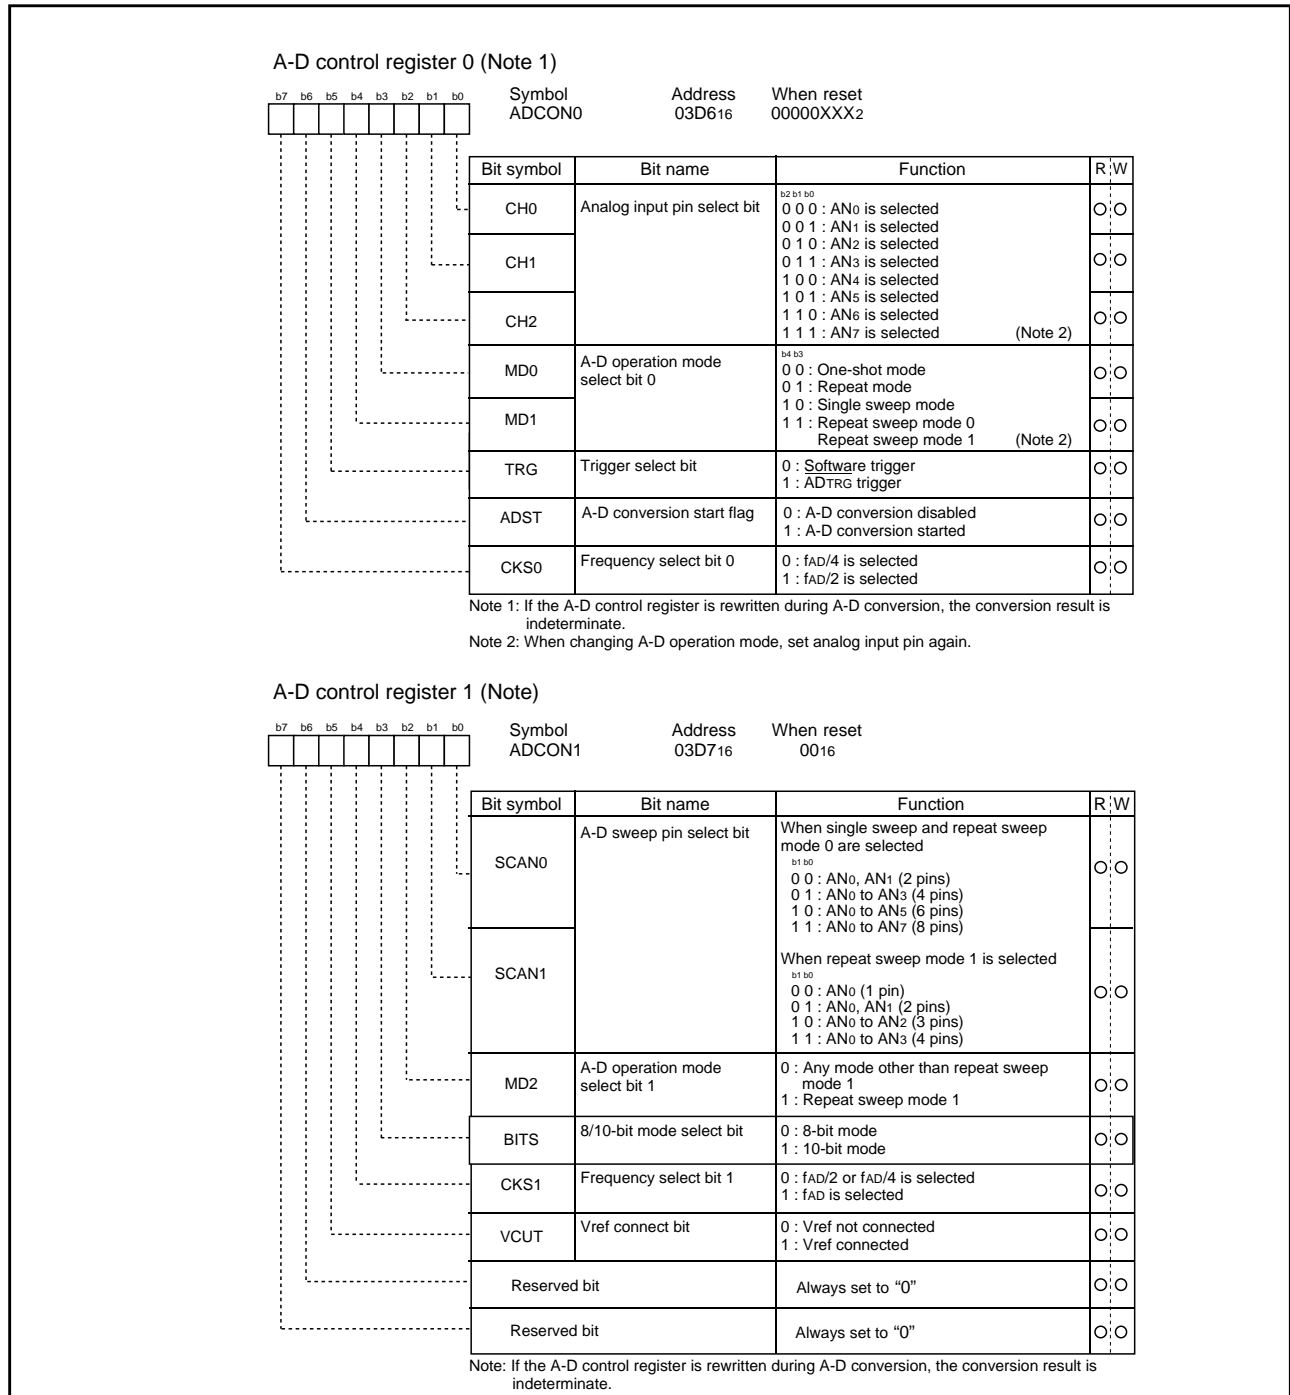 A-D control register 0 (Note 1)
b7 b6 b5 b4 b3 b2 b1 b0
Symbol Address When reset
ADCON0 03D616 00000XXX2
Bit symbol Bit name Function R W
CH0 Analog input pin select bit
b2 b1 b0
0 0 0 : AN0 is selected
0 0 1 : AN1 is selected
0 1 0 : AN2 is selected
CH1
0 1 1 : AN3 is selected
1 0 0 : AN4 is selected
1 0 1 : AN5 is selected
CH2
1 1 0 : AN6 is selected
1 1 1 : AN7 is selected (Note 2)
MD0 A-D operation mode
select bit 0
b4 b3
0 0 : One-shot mode
0 1 : Repeat mode
MD1
1 0 : Single sweep mode
1 1 : Repeat sweep mode 0
Repeat sweep mode 1 (Note 2)
TRG Trigger select bit
0 : Software trigger
1 : ADTRG trigger
ADST A-D conversion start flag
0 : A-D conversion disabled
1 : A-D conversion started
CKS0 Frequency select bit 0
0 : fAD/4 is selected
1 : fAD/2 is selected
Note 1: If the A-D control register is rewritten during A-D conversion, the conversion result is
indeterminate.
Note 2: When changing A-D operation mode, set analog input pin again.
A-D control register 1 (Note)
b7 b6 b5 b4 b3 b2 b1 b0
Symbol Address When reset
ADCON1 03D716 0016
Bit symbol Bit name Function R W
SCAN0 A-D sweep pin select bit
When single sweep and repeat sweep
mode 0 are selected
b1 b0
0 0 : AN0, AN1 (2 pins)
0 1 : AN0 to AN3 (4 pins)
1 0 : AN0 to AN5 (6 pins)
1 1 : AN0 to AN7 (8 pins)
SCAN1
When repeat sweep mode 1 is selected
b1 b0
0 0 : AN0 (1 pin)
0 1 : AN0, AN1 (2 pins)
1 0 : AN0 to AN2 (3 pins)
1 1 : AN0 to AN3 (4 pins)
MD2 A-D operation mode
select bit 1
0 : Any mode other than repeat sweep
mode 1
1 : Repeat sweep mode 1
BITS 8/10-bit mode select bit
0 : 8-bit mode
1 : 10-bit mode
CKS1 Frequency select bit 1
0 : fAD/2 or fAD/4 is selected
1 : fAD is selected
VCUT Vref connect bit
0 : Vref not connected
1 : Vref connected
Reserved bit Always set to “0”
Reserved bit Always set to “0”
Note: If the A-D control register is rewritten during A-D conversion, the conversion result is
indeterminate.